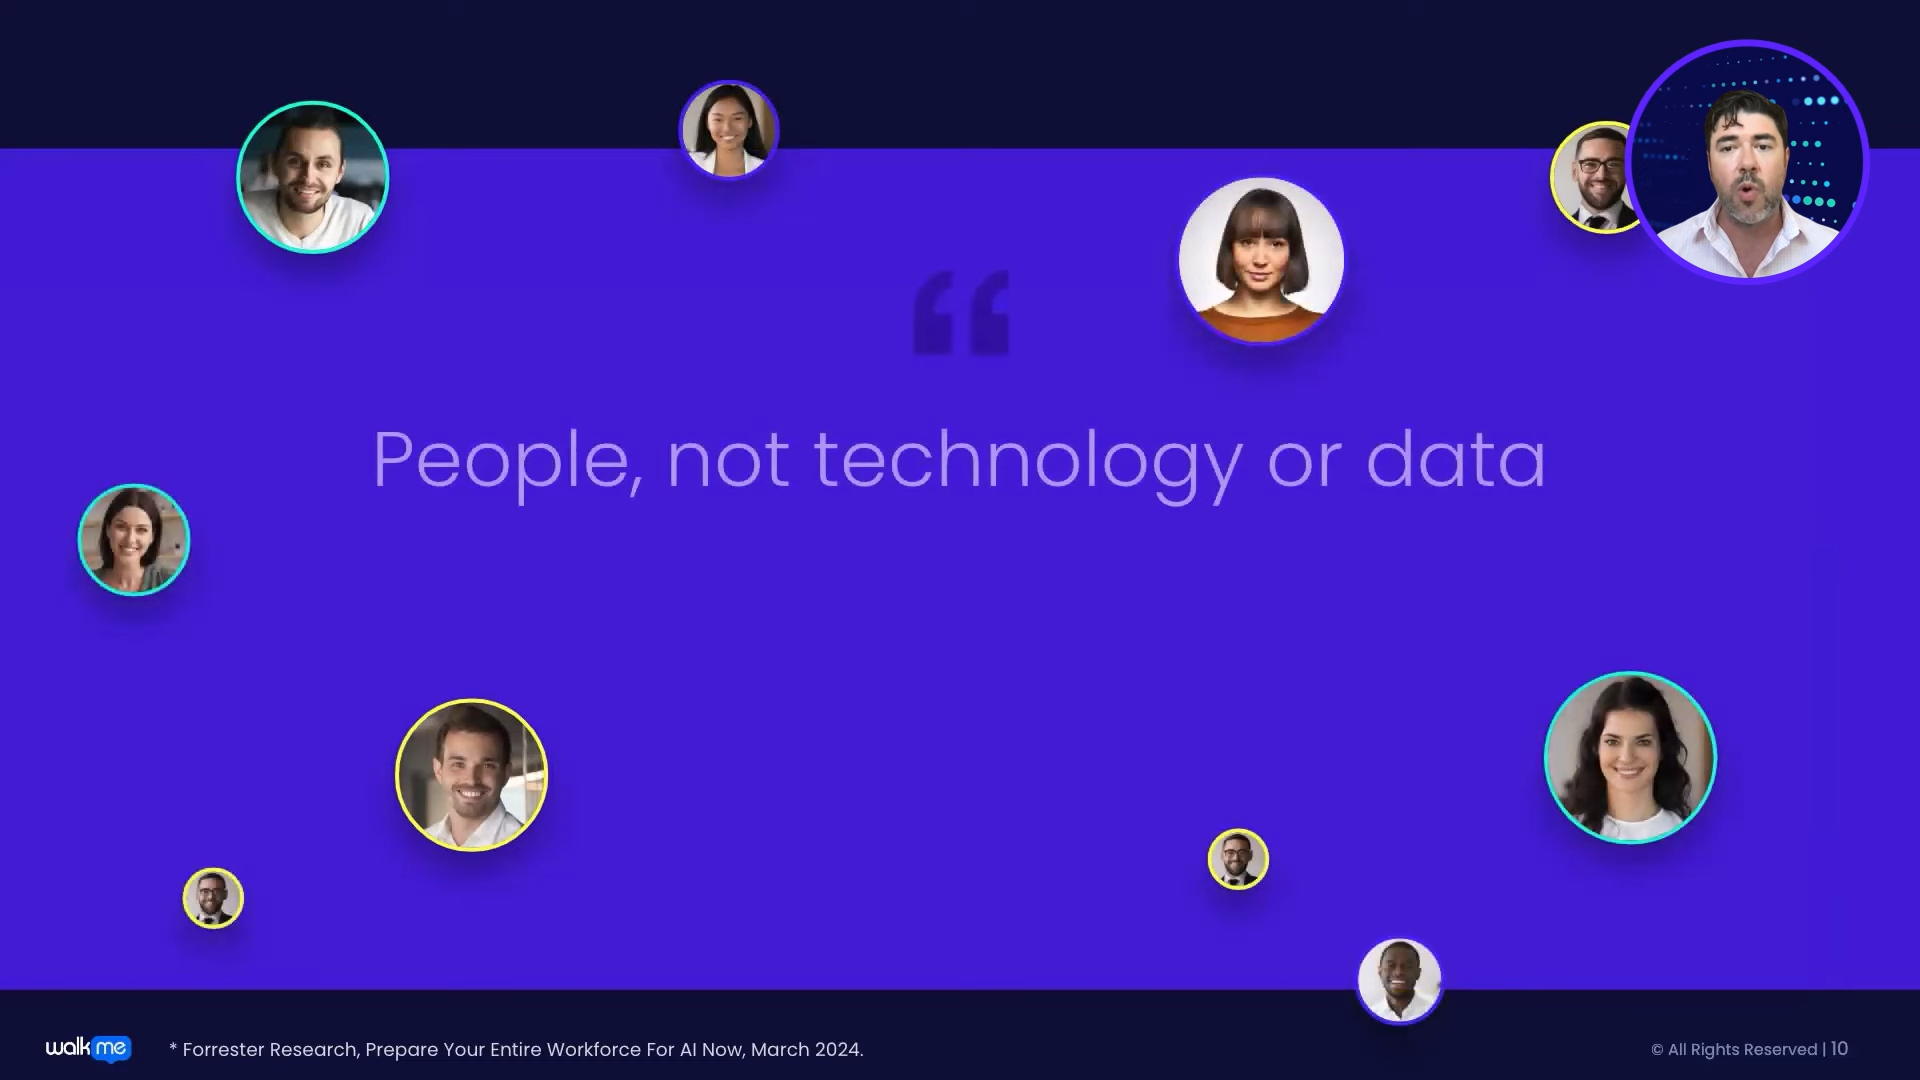 “
People, not technology or data
walkme * Forrester Research, Prepare Your Entire Workforce For AI Now, March 2024. © All Rights Reserved | 10